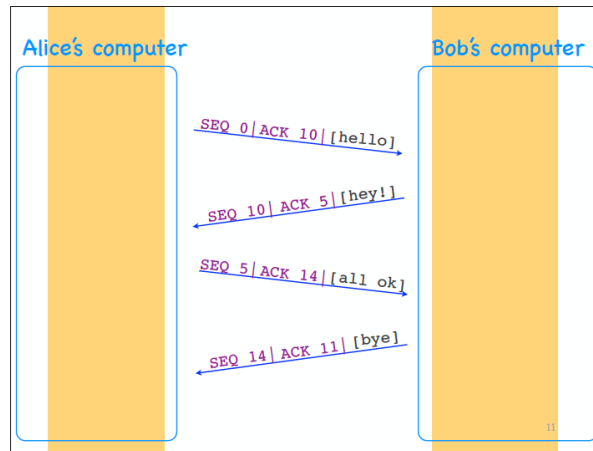 Alice's computer
Bob's computer
SEQ 0| ACK 10| [hello]
SEQ 10| ACK 5| [hey!]
SEQ 5| ACK 14| [all ok]
SEQ 14| ACK 11| [bye]
11